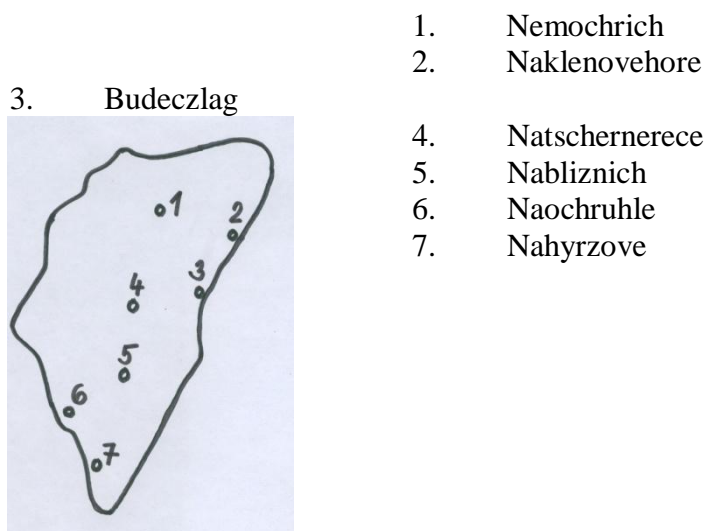 1. Nemochrich
2. Naklenovehore
3. Budeczlag
4. Natschernerece
5. Nabliznich
6. Naochruhle
7. Nahyrzove
1
2
3
4
5
6
7